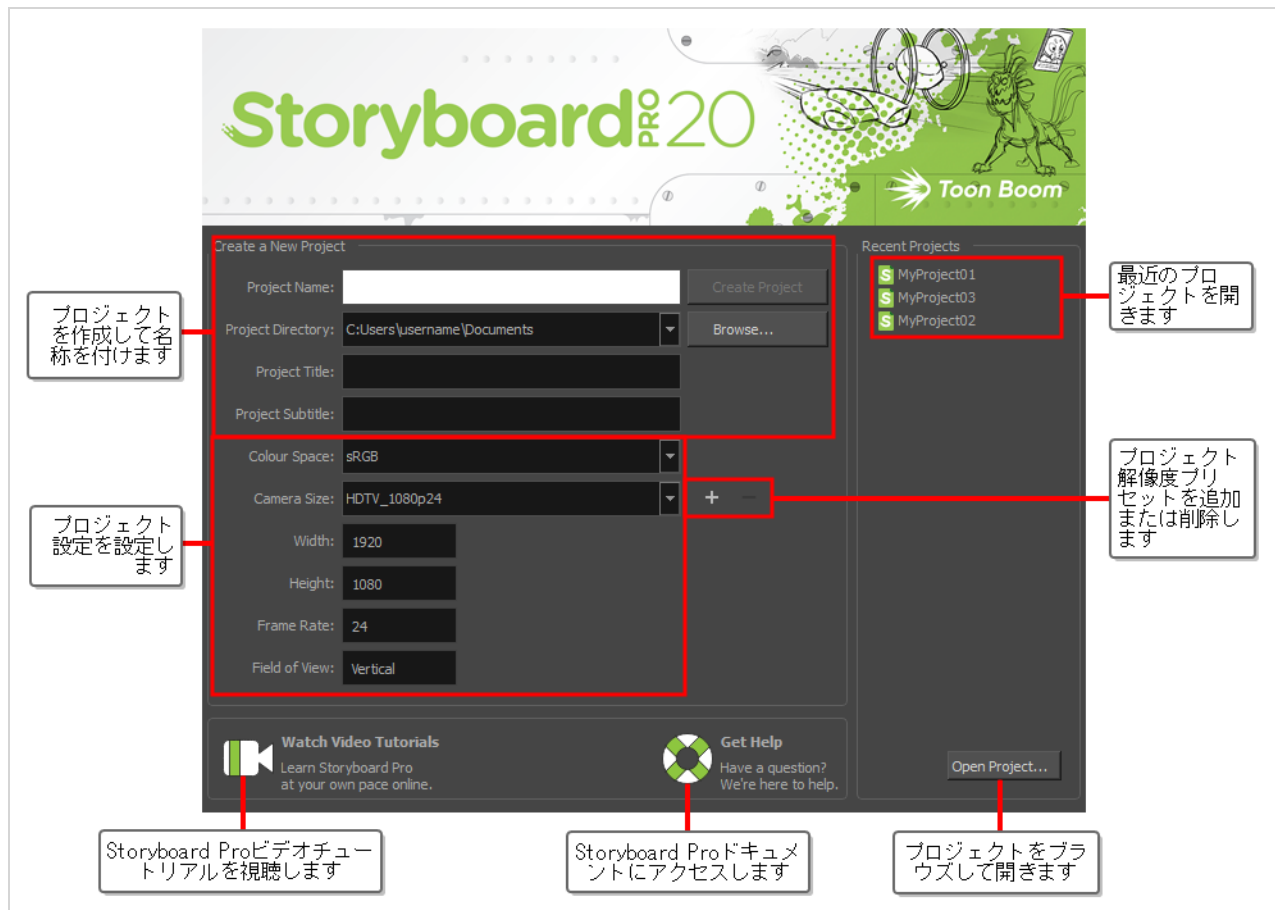 Storyboard PRO 20
Toon Boom
Create a New Project
Project Name:
Create Project
Project Directory:
C:Users\username\Documents
Browse...
Project Title:
Project Subtitle:
Colour Space:
sRGB
Camera Size:
HDTV_1080p24
+
−
Width:
1920
Height:
1080
Frame Rate:
24
Field of View:
Vertical
Recent Projects
S MyProject01
S MyProject03
S MyProject02
Watch Video Tutorials
Learn Storyboard Pro
at your own pace online.
Get Help
Have a question?
We're here to help.
Open Project...
プロジェクト
を作成して名
称を付けます
プロジェクト
設定を設定し
ます
最近のプロ
ジェクトを開
きます
プロジェクト
解像度プリ
セットを追加
または削除し
ます
Storyboard Proビデオチュー
トリアルを視聴します
Storyboard Proドキュメ
ントにアクセスします
プロジェクトをブラ
ウズして開きます